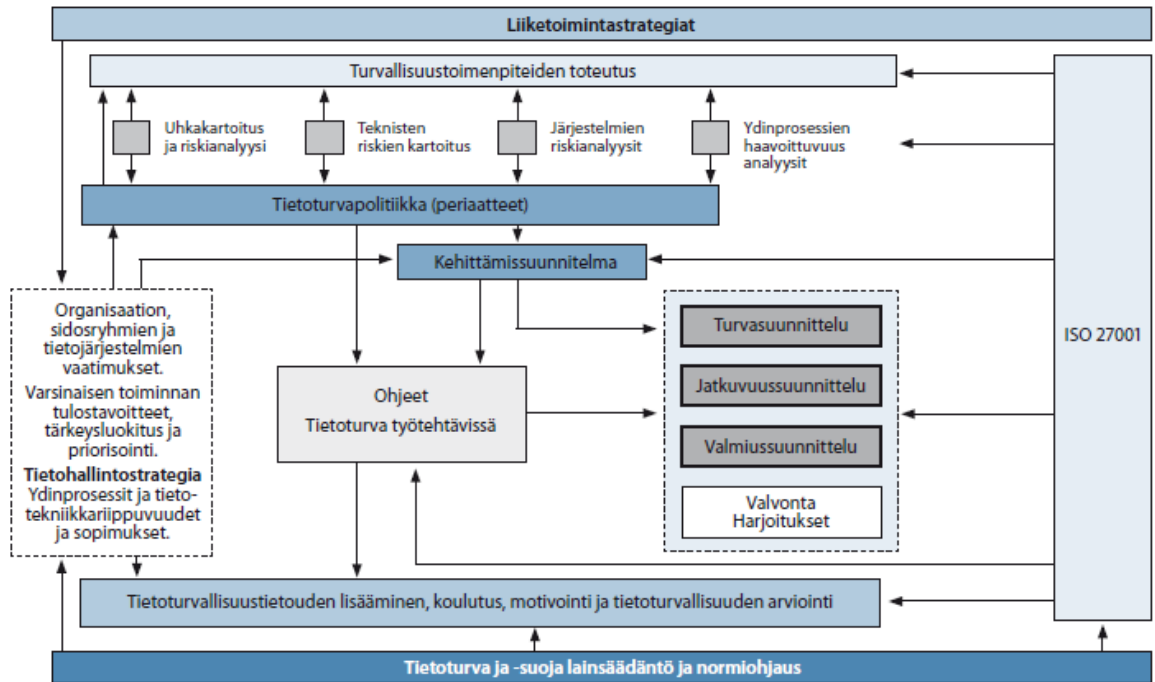 Liiketoimintastrategiat
Turvallisuustoimenpiteiden toteutus
Uhkakartoitus
ja riskianalyysi
Teknisten
riskien kartoitus
Järjestelmien
riskianalyysit
Ydinprosessien
haavoittuvuus
analyysit
Tietoturvapolitiikka (periaatteet)
Kehittämissuunnitelma
Organisaation,
sidosryhmien ja
tietojärjestelmien
vaatimukset.
Varsinaisen toiminnan
tulostavoitteet,
tärkeysluokitus ja
priorisointi.
Tietohallintostrategia
Ydinprosessit ja tieto-
tekniikkariippuvuudet
ja sopimukset.
Ohjeet
Tietoturva työtehtävissä
Turvasuunnittelu
Jatkuvuussuunnittelu
Valmiussuunnittelu
Valvonta
Harjoitukset
ISO 27001
Tietoturvallisuustietouden lisääminen, koulutus, motivointi ja tietoturvallisuuden arviointi
Tietoturva ja -suoja lainsäädäntö ja normiohjaus